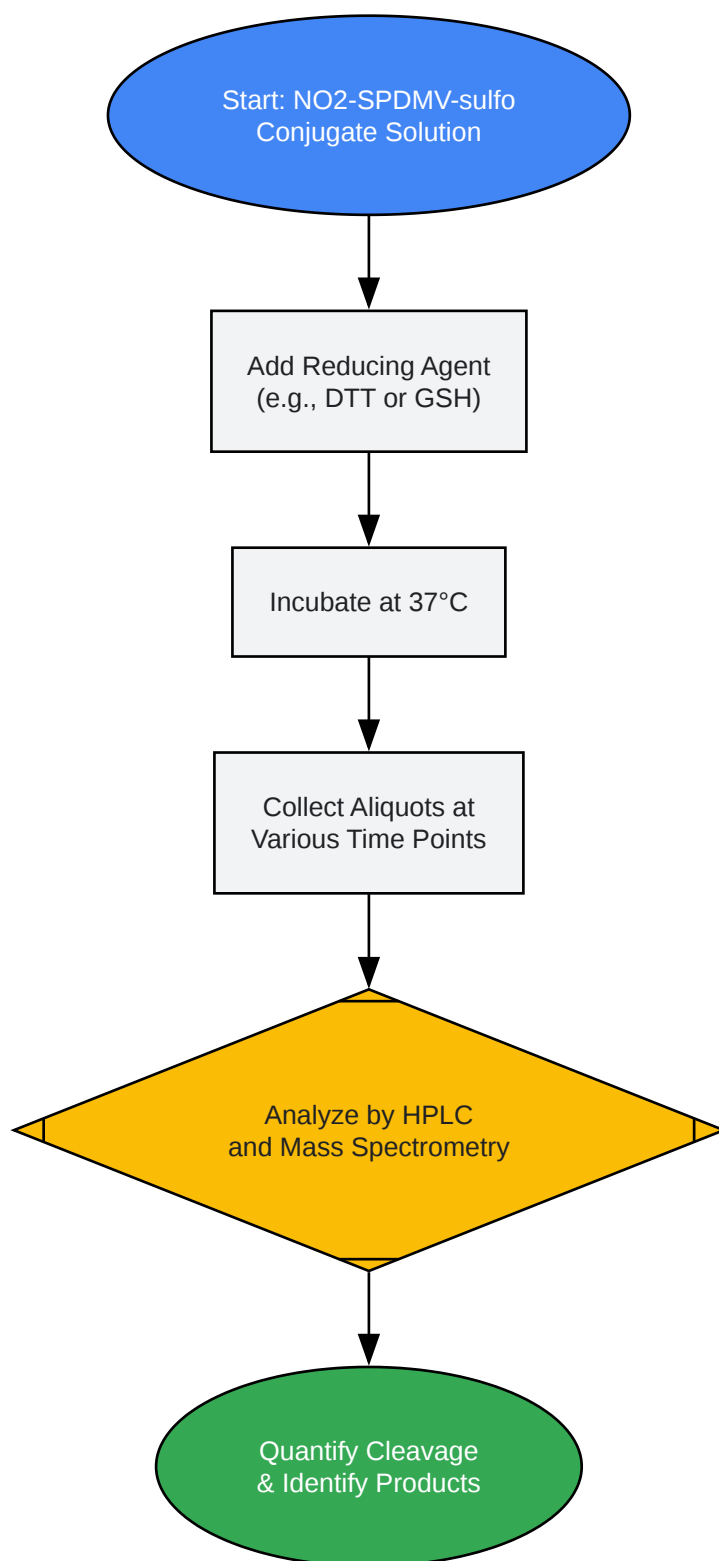 Start: NO2-SPDMV-sulfo
Conjugate Solution
Add Reducing Agent
(e.g., DTT or GSH)
Incubate at 37°C
Collect Aliquots at
Various Time Points
Analyze by HPLC
and Mass Spectrometry
Quantify Cleavage
& Identify Products